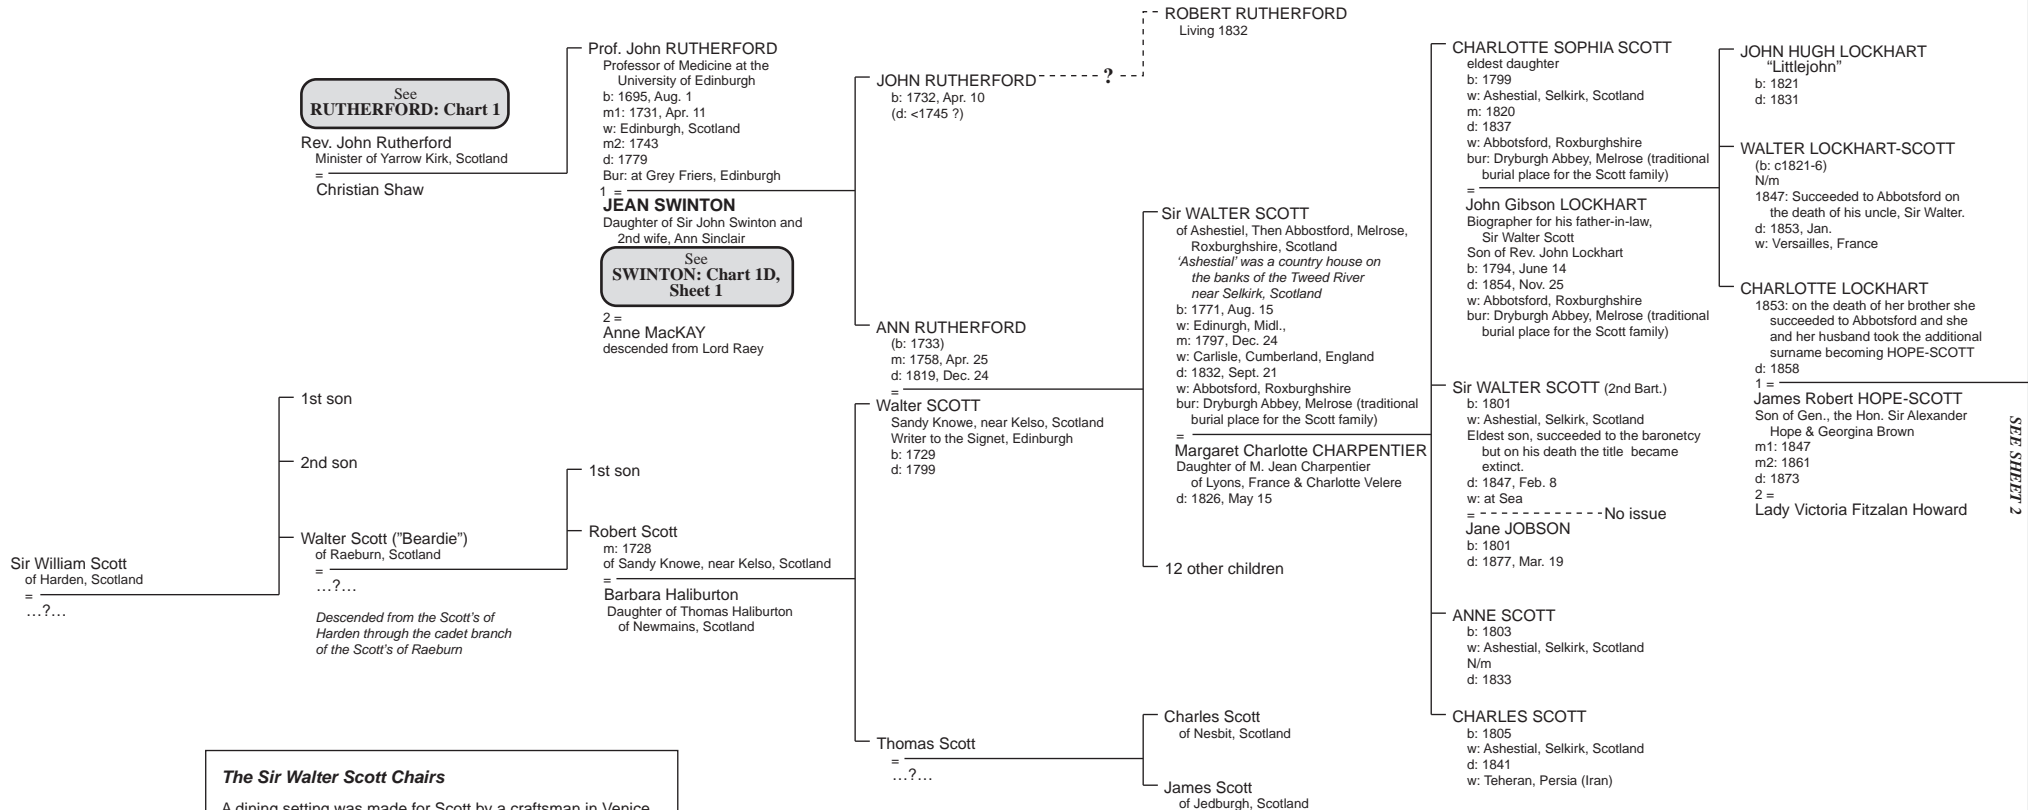 See
RUTHERFORD: Chart 1
Rev. John Rutherford
Minister of Yarrow Kirk, Scotland
=
Christian Shaw
Sir William Scott
of Harden, Scotland
=
…?…
1st son
2nd son
Walter Scott ("Beardie")
of Raeburn, Scotland
=
…?…
Descended from the Scott's of
Harden through the cadet branch
of the Scott's of Raeburn
Prof. John RUTHERFORD
Professor of Medicine at the
University of Edinburgh
b: 1695, Aug. 1
m1: 1731, Apr. 11
w: Edinburgh, Scotland
m2: 1743
d: 1779
Bur: at Grey Friers, Edinburgh
1 =
JEAN SWINTON
Daughter of Sir John Swinton and
2nd wife, Ann Sinclair
See
SWINTON: Chart 1D,
Sheet 1
2 =
Anne MacKAY
descended from Lord Raey
1st son
Robert Scott
m: 1728
of Sandy Knowe, near Kelso, Scotland
=
Barbara Haliburton
Daughter of Thomas Haliburton
of Newmains, Scotland
JOHN RUTHERFORD ?
b: 1732, Apr. 10
(d: <1745 ?)
ANN RUTHERFORD
(b: 1733)
m: 1758, Apr. 25
d: 1819, Dec. 24
=
Walter SCOTT
Sandy Knowe, near Kelso, Scotland
Writer to the Signet, Edinburgh
b: 1729
d: 1799
Thomas Scott
=
…?…
ROBERT RUTHERFORD
Living 1832
Sir WALTER SCOTT
of Ashestiel, Then Abbostford, Melrose,
Roxburghshire, Scotland
'Ashestial' was a country house on
the banks of the Tweed River
near Selkirk, Scotland
b: 1771, Aug. 15
w: Edinurgh, Midl.,
m: 1797, Dec. 24
w: Carlisle, Cumberland, England
d: 1832, Sept. 21
w: Abbotsford, Roxburghshire
bur: Dryburgh Abbey, Melrose (traditional
burial place for the Scott family)
=
Margaret Charlotte CHARPENTIER
Daughter of M. Jean Charpentier
of Lyons, France & Charlotte Velere
d: 1826, May 15
12 other children
Charles Scott
of Nesbit, Scotland
James Scott
of Jedburgh, Scotland
CHARLOTTE SOPHIA SCOTT
eldest daughter
b: 1799
w: Ashestial, Selkirk, Scotland
m: 1820
d: 1837
w: Abbotsford, Roxburghshire
bur: Dryburgh Abbey, Melrose (traditional
burial place for the Scott family)
=
John Gibson LOCKHART
Biographer for his father-in-law,
Sir Walter Scott
Son of Rev. John Lockhart
b: 1794, June 14
d: 1854, Nov. 25
w: Abbotsford, Roxburghshire
bur: Dryburgh Abbey, Melrose (traditional
burial place for the Scott family)
Sir WALTER SCOTT (2nd Bart.)
b: 1801
w: Ashestial, Selkirk, Scotland
Eldest son, succeeded to the baronetcy
but on his death the title became
extinct.
d: 1847, Feb. 8
w: at Sea
= No issue
Jane JOBSON
b: 1801
d: 1877, Mar. 19
ANNE SCOTT
b: 1803
w: Ashestial, Selkirk, Scotland
N/m
d: 1833
CHARLES SCOTT
b: 1805
w: Ashestial, Selkirk, Scotland
d: 1841
w: Teheran, Persia (Iran)
JOHN HUGH LOCKHART
"Littlejohn"
b: 1821
d: 1831
WALTER LOCKHART-SCOTT
(b: c1821-6)
N/m
1847: Succeeded to Abbotsford on
the death of his uncle, Sir Walter.
d: 1853, Jan.
w: Versailles, France
CHARLOTTE LOCKHART
1853: on the death of her brother she
succeeded to Abbotsford and she
and her husband took the additional
surname becoming HOPE-SCOTT
d: 1858
1 =
James Robert HOPE-SCOTT
Son of Gen., the Hon. Sir Alexander
Hope & Georgina Brown
m1: 1847
m2: 1861
d: 1873
2 =
Lady Victoria Fitzalan Howard
SEE SHEET 2
The Sir Walter Scott Chairs
A dining setting was made for Scott by a craftsman in Venice